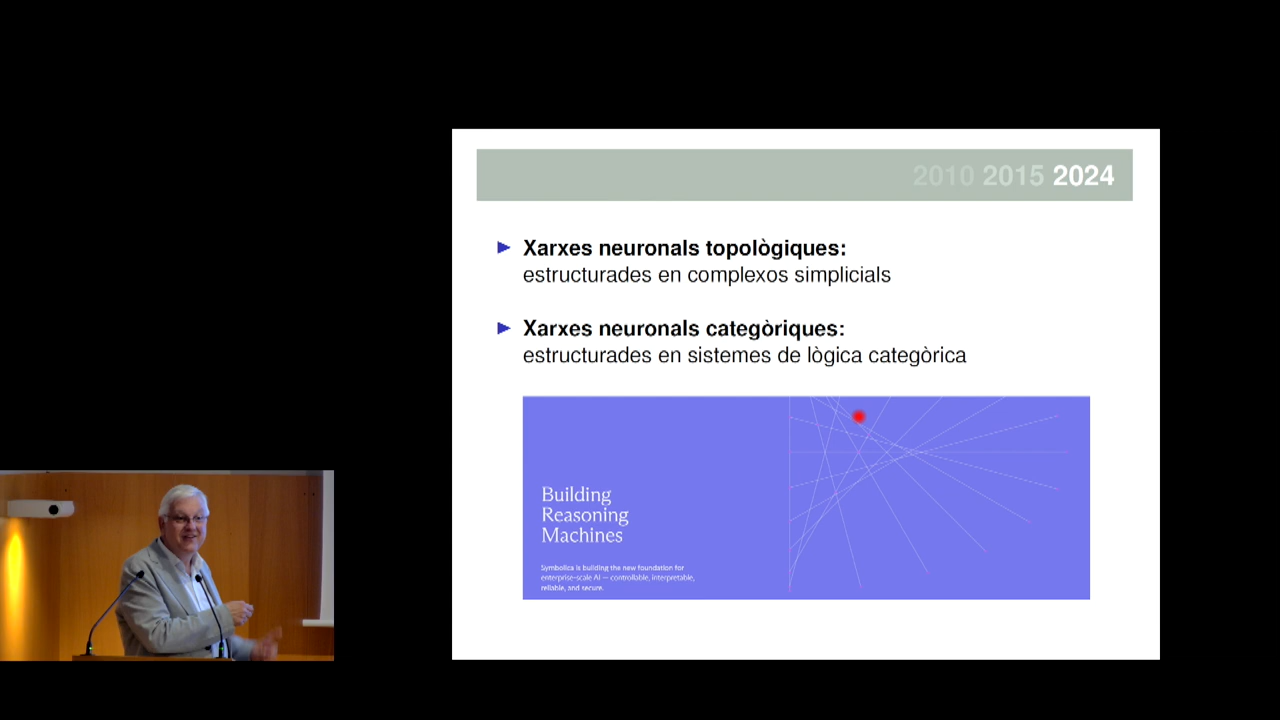 2010 2015 2024
Xarxes neuronals topològiques:
estructurades en complexos simplicials
Xarxes neuronals categòriques:
estructurades en sistemes de lògica categòrica
Building
Reasoning
Machines
Symbolica is building the new foundation for
enterprise-scale AI — controllable, interpretable,
reliable, and secure.